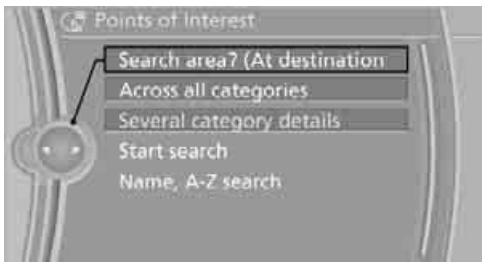 Points of Interest
Search area? (At destination
Across all categories
Several category details
Start search
Name, A-Z search